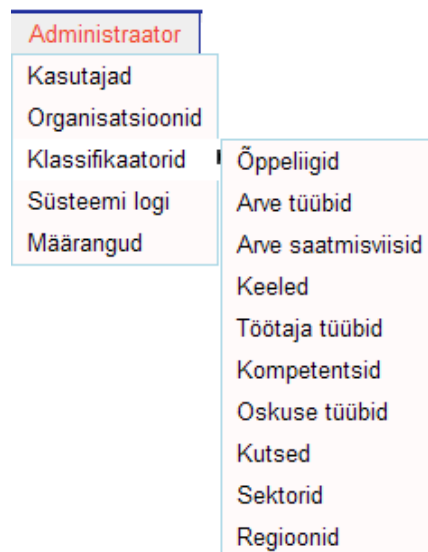 Administraator
Kasutajad
Organisatsioonid
Klassifikaatorid
Süsteemi logi
Määrangud
Õppeliigid
Arve tüübid
Arve saatmisviisid
Keeled
Töötaja tüübid
Kompetentsid
Oskuse tüübid
Kutsed
Sektorid
Regioonid